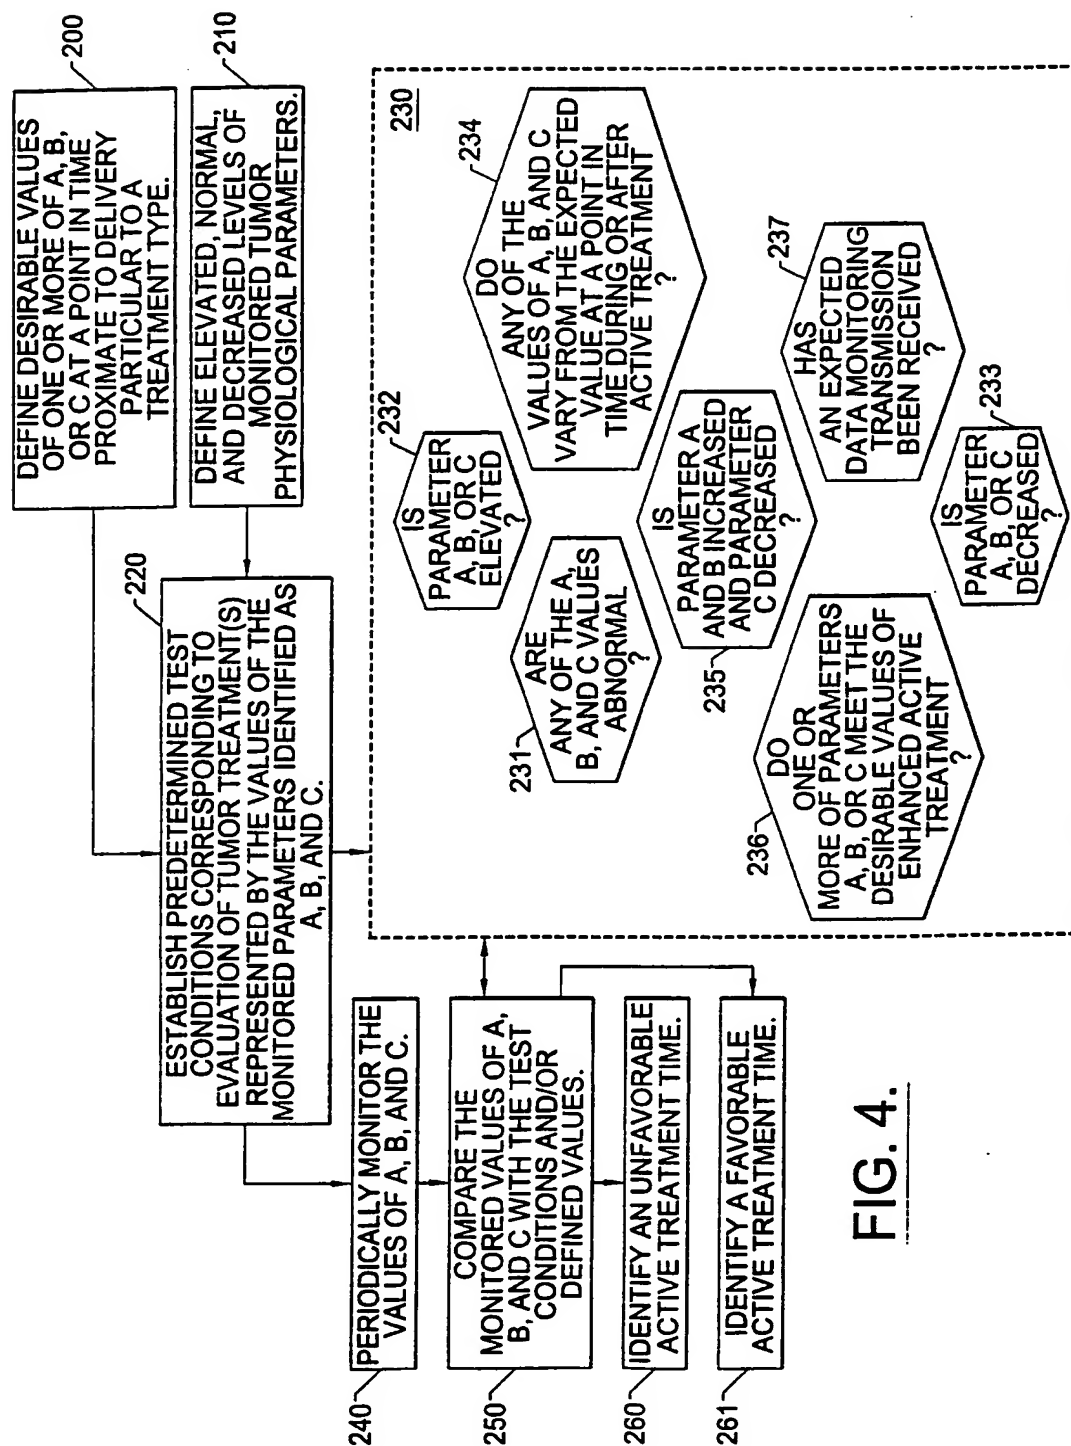 DEFINE DESIRABLE VALUES
OF ONE OR MORE OF A, B,
OR C AT A POINT IN TIME
PROXIMATE TO DELIVERY
PARTICULAR TO A
TREATMENT TYPE.
200
DEFINE ELEVATED, NORMAL,
AND DECREASED LEVELS OF
MONITORED TUMOR
PHYSIOLOGICAL PARAMETERS.
210
220
ESTABLISH PREDETERMINED TEST
CONDITIONS CORRESPONDING TO
EVALUATION OF TUMOR TREATMENT(S)
REPRESENTED BY THE VALUES OF THE
MONITORED PARAMETERS IDENTIFIED AS
A, B, AND C.
230
232
IS
PARAMETER
A, B, OR C
ELEVATED
?
234
DO
ANY OF THE
VALUES OF A, B, AND C
VARY FROM THE EXPECTED
VALUE AT A POINT IN
TIME DURING OR AFTER
ACTIVE TREATMENT
?
231
ARE
ANY OF THE A,
B, AND C VALUES
ABNORMAL
?
235
IS
PARAMETER A
AND B INCREASED
AND PARAMETER
C DECREASED
?
237
HAS
AN EXPECTED
DATA MONITORING
TRANSMISSION
BEEN RECEIVED
?
236
DO
ONE OR
MORE OF PARAMETERS
A, B, OR C MEET THE
DESIRABLE VALUES OF
ENHANCED ACTIVE
TREATMENT
?
233
IS
PARAMETER
A, B, OR C
DECREASED
?
240
PERIODICALLY MONITOR THE
VALUES OF A, B, AND C.
250
COMPARE THE
MONITORED VALUES OF A,
B, AND C WITH THE TEST
CONDITIONS AND/OR
DEFINED VALUES.
260
IDENTIFY AN UNFAVORABLE
ACTIVE TREATMENT TIME.
261
IDENTIFY A FAVORABLE
ACTIVE TREATMENT TIME.
FIG. 4.